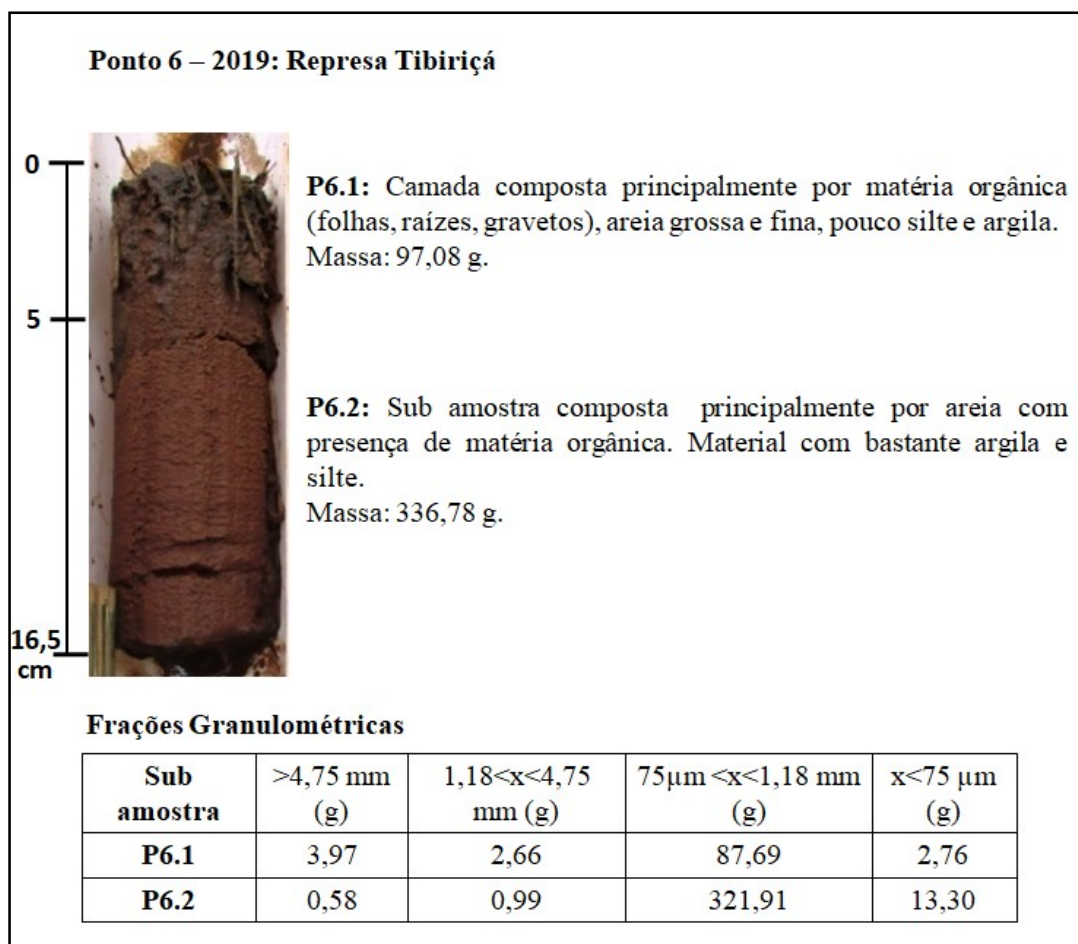 Ponto 6 – 2019: Represa Tibiriçá
0
P6.1: Camada composta principalmente por matéria orgânica
(folhas, raízes, gravetos), areia grossa e fina, pouco silte e argila.
Massa: 97,08 g.
5
P6.2: Sub amostra composta principalmente por areia com
presença de matéria orgânica. Material com bastante argila e
silte.
Massa: 336,78 g.
16,5
cm
Frações Granulométricas
Sub amostra >4,75 mm (g) 1,18<x<4,75 mm (g) 75µm <x<1,18 mm (g) x<75 µm (g)
P6.1 3,97 2,66 87,69 2,76
P6.2 0,58 0,99 321,91 13,30